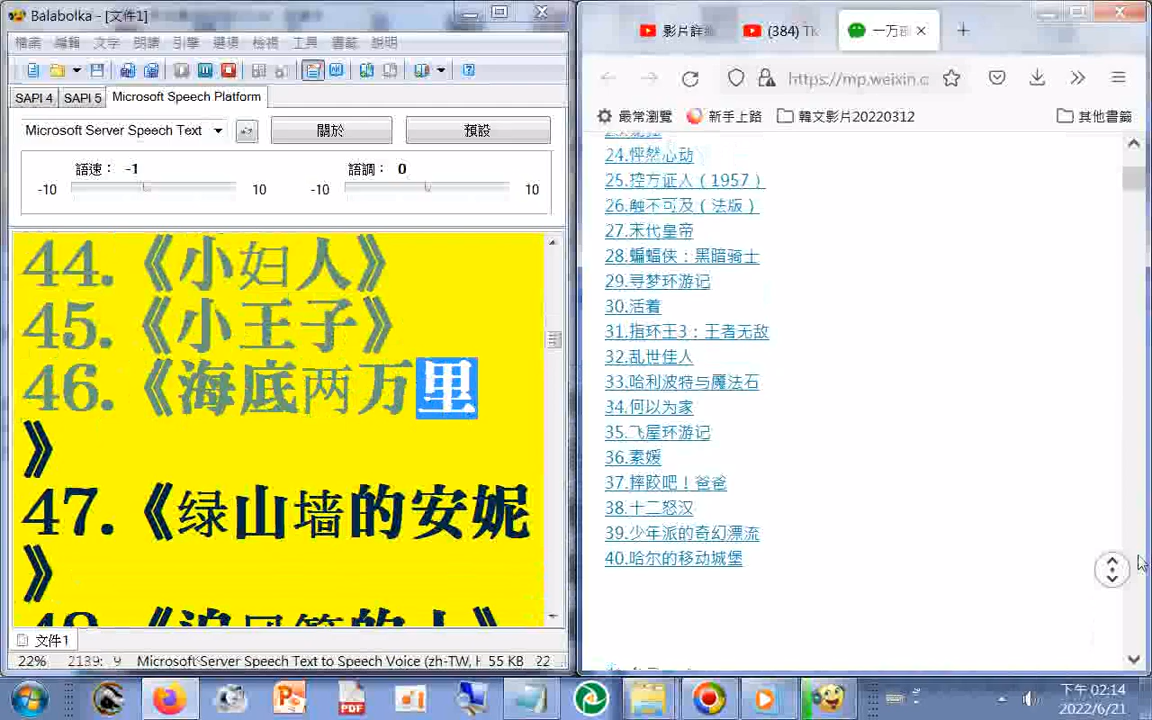 Balabolka - [文件1]
檔案 編輯 文字 朗讀 引擎 選項 檢視 工具 書籤 說明
SAPI 4 SAPI 5 Microsoft Speech Platform
Microsoft Server Speech Text 關於 預設
語速： -1 語調： 0
-10 10 -10 10
44.《小妇人》
45.《小王子》
46.《海底两万里
》
47.《绿山墙的安妮
》
文件1
22% 2139: 9 Microsoft Server Speech Text to Speech Voice (zh-TW, H 55 KB 22
影片詳 (384) Tk 一万部
https://mp.weixin.c
最常瀏覽 新手上路 韓文影片20220312 其他書籤
24.怦然心动
25.控方证人（1957）
26.触不可及（法版）
27.末代皇帝
28.蝙蝠侠：黑暗骑士
29.寻梦环游记
30.活着
31.指环王3：王者无敌
32.乱世佳人
33.哈利波特与魔法石
34.何以为家
35.飞屋环游记
36.素媛
37.摔跤吧！爸爸
38.十二怒汉
39.少年派的奇幻漂流
40.哈尔的移动城堡
PDF
下午 02:14
2022/6/21